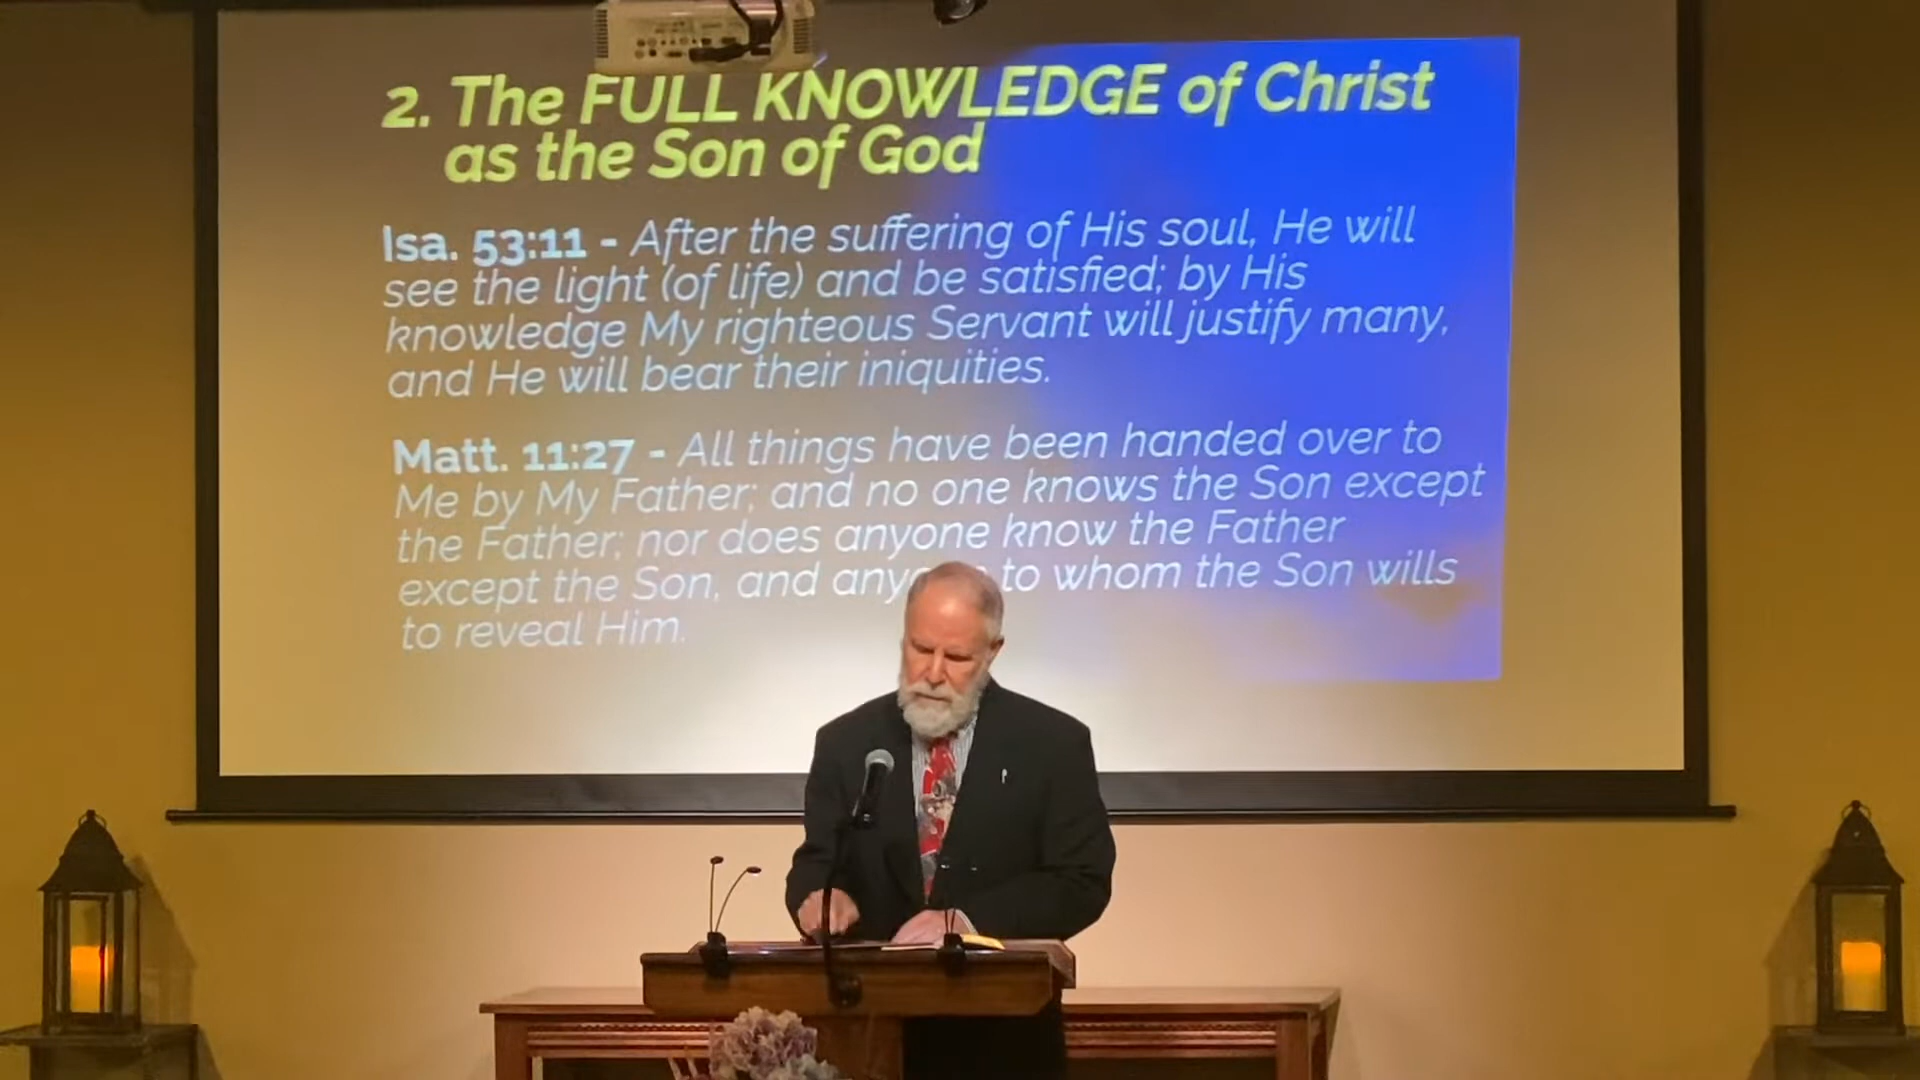 2. The FULL KNOWLEDGE of Christ
as the Son of God
Isa. 53:11 - After the suffering of His soul, He will
see the light (of life) and be satisfied; by His
knowledge My righteous Servant will justify many,
and He will bear their iniquities.
Matt. 11:27 - All things have been handed over to
Me by My Father; and no one knows the Son except
the Father; nor does anyone know the Father
except the Son, and to whom the Son wills
to reveal Him.